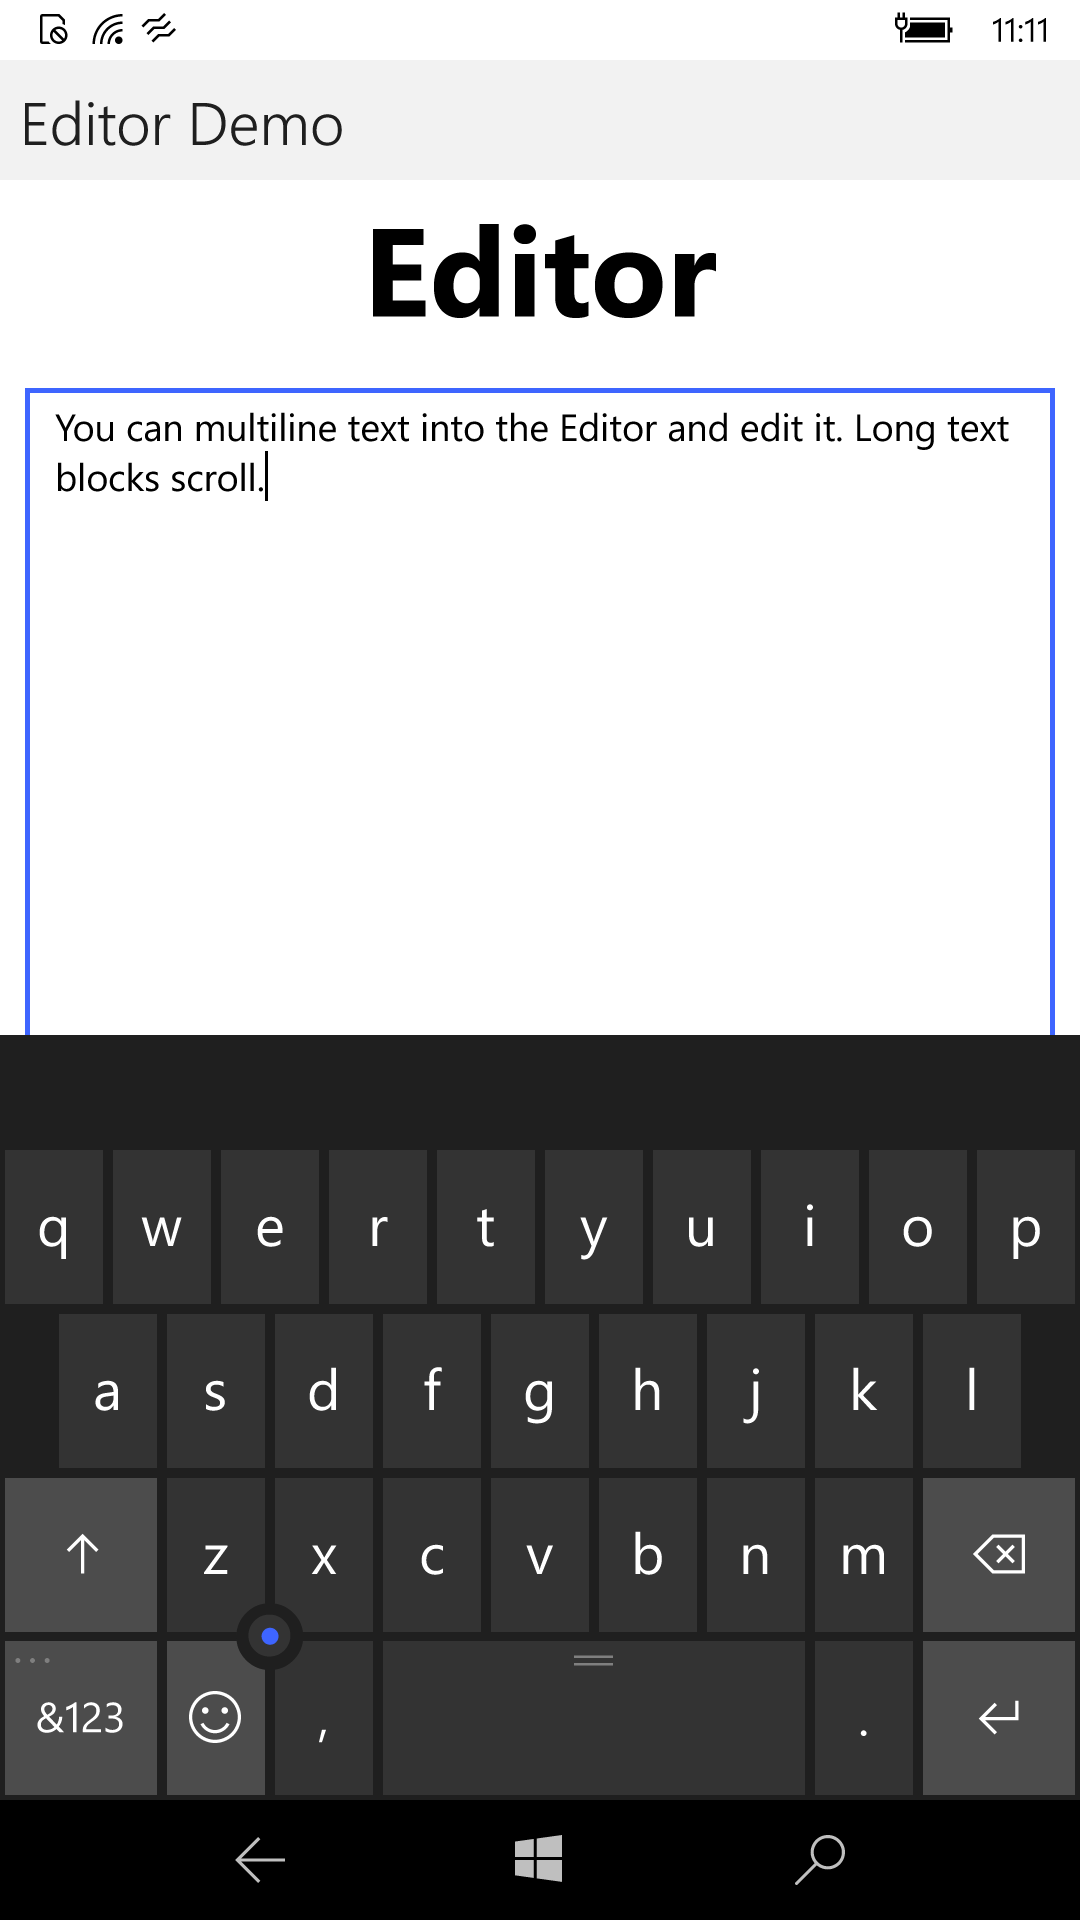 11:11
Editor Demo
Editor
You can multiline text into the Editor and edit it. Long text
blocks scroll.
q w e r t y u i o p
a s d f g h j k l
z x c v b n m
&123 , .